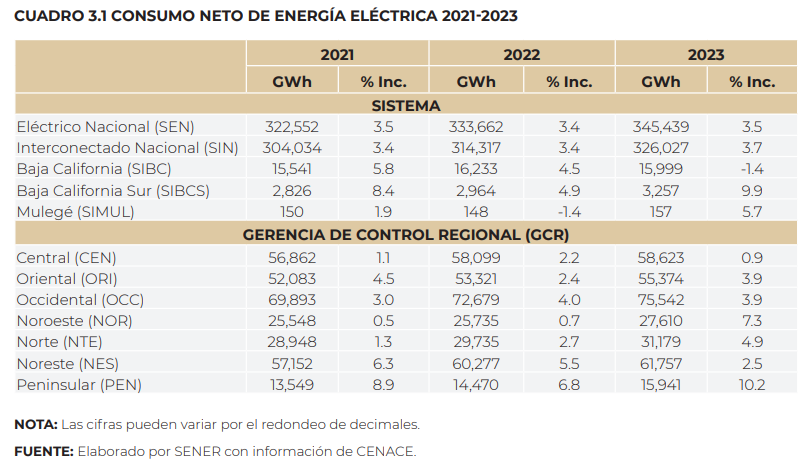 CUADRO 3.1 CONSUMO NETO DE ENERGÍA ELÉCTRICA 2021-2023
2021 2022 2023
GWh % Inc. GWh % Inc. GWh % Inc.
SISTEMA
Eléctrico Nacional (SEN) 322,552 3.5 333,662 3.4 345,439 3.5
Interconectado Nacional (SIN) 304,034 3.4 314,317 3.4 326,027 3.7
Baja California (SIBC) 15,541 5.8 16,233 4.5 15,999 -1.4
Baja California Sur (SIBCS) 2,826 8.4 2,964 4.9 3,257 9.9
Mulegé (SIMUL) 150 1.9 148 -1.4 157 5.7
GERENCIA DE CONTROL REGIONAL (GCR)
Central (CEN) 56,862 1.1 58,099 2.2 58,623 0.9
Oriental (ORI) 52,083 4.5 53,321 2.4 55,374 3.9
Occidental (OCC) 69,893 3.0 72,679 4.0 75,542 3.9
Noroeste (NOR) 25,548 0.5 25,735 0.7 27,610 7.3
Norte (NTE) 28,948 1.3 29,735 2.7 31,179 4.9
Noreste (NES) 57,152 6.3 60,277 5.5 61,757 2.5
Peninsular (PEN) 13,549 8.9 14,470 6.8 15,941 10.2
NOTA: Las cifras pueden variar por el redondeo de decimales.
FUENTE: Elaborado por SENER con información de CENACE.